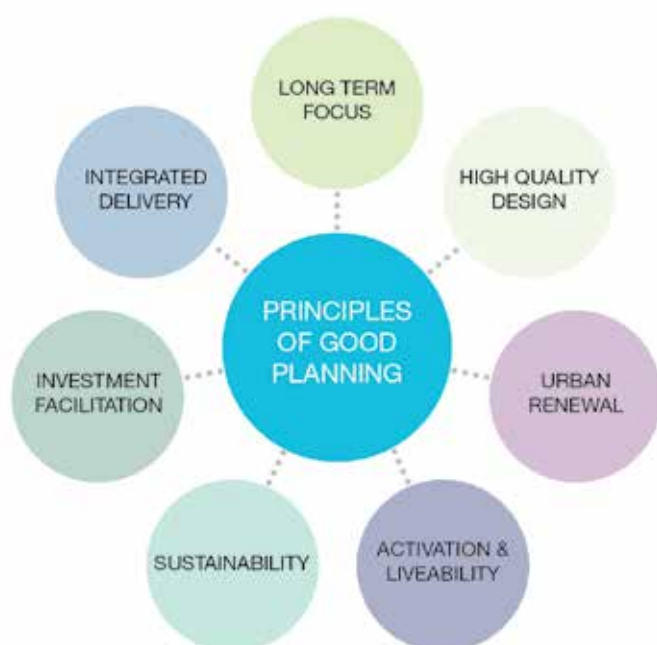 LONG TERM
FOCUS
HIGH QUALITY
DESIGN
URBAN
RENEWAL
ACTIVATION &
LIVEABILITY
SUSTAINABILITY
INVESTMENT
FACILITATION
INTEGRATED
DELIVERY
PRINCIPLES
OF GOOD
PLANNING